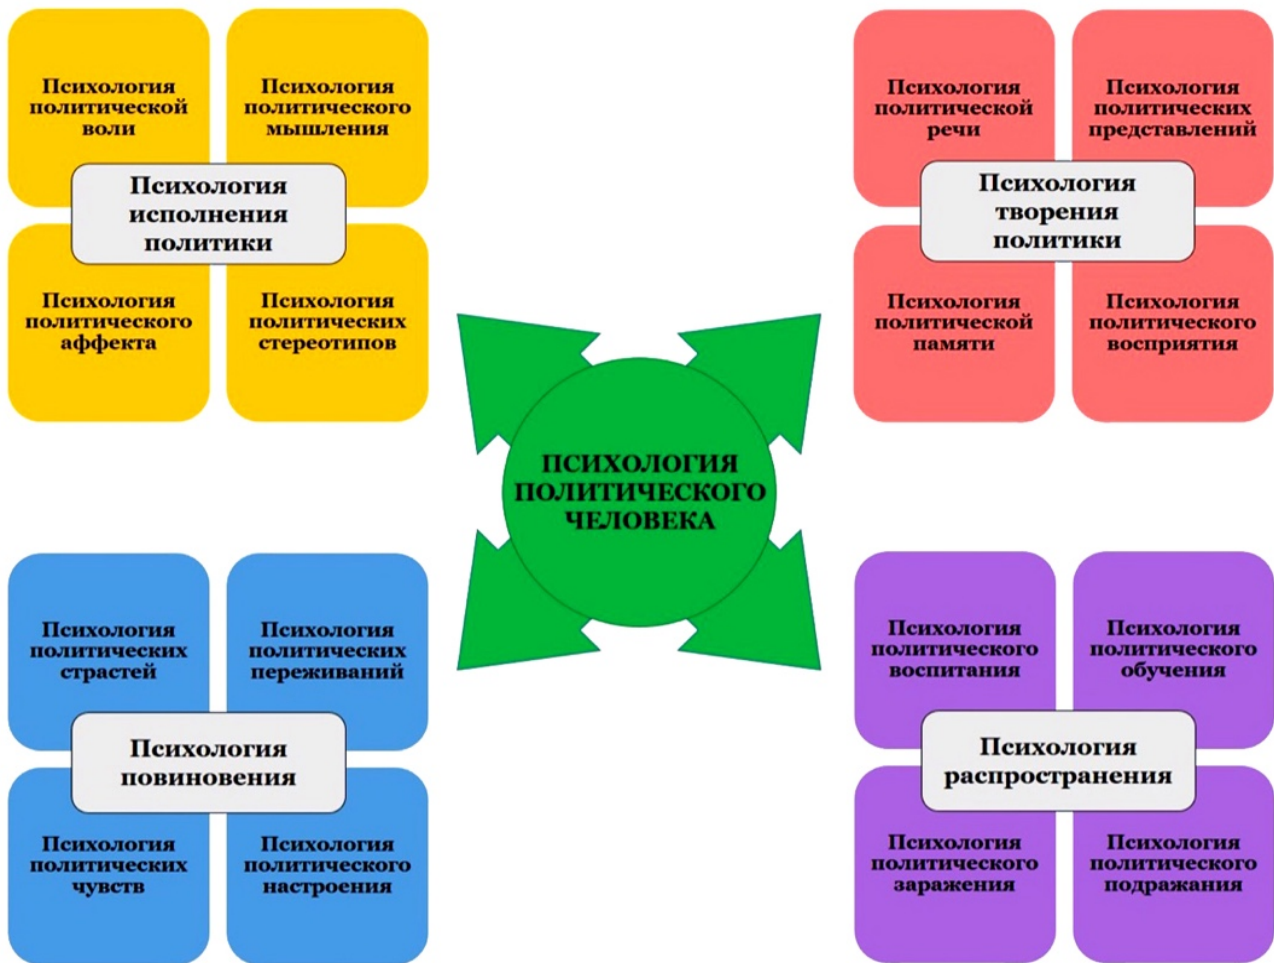 Психология
политической
воли
Психология
политического
мышления
Психология
исполнения
политики
Психология
политического
аффекта
Психология
политических
стереотипов
Психология
политической
речи
Психология
политических
представлений
Психология
творения
политики
Психология
политической
памяти
Психология
политического
восприятия
ПСИХОЛОГИЯ
ПОЛИТИЧЕСКОГО
ЧЕЛОВЕКА
Психология
политических
страстей
Психология
политических
переживаний
Психология
повиновения
Психология
политических
чувств
Психология
политического
настроения
Психология
политического
воспитания
Психология
политического
обучения
Психология
распространения
Психология
политического
заражения
Психология
политического
подражания